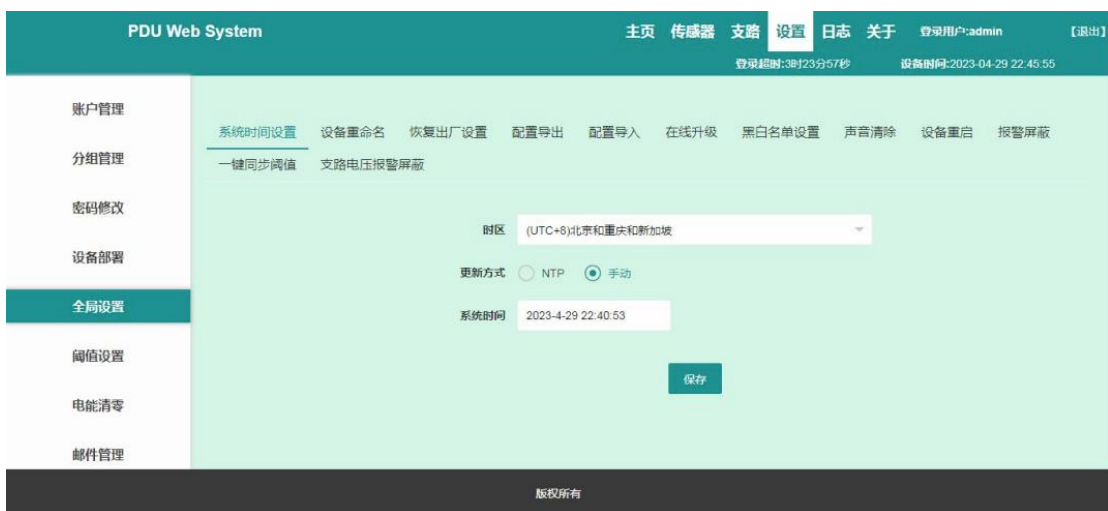 PDU Web System 主页 传感器 支路 设置 日志 关于 登录用户:admin 【退出】
登录超时:3时23分57秒 设备时间:2023-04-29 22:45:55
账户管理
分组管理
密码修改
设备部署
全局设置
阈值设置
电能清零
邮件管理
系统时间设置 设备重命名 恢复出厂设置 配置导出 配置导入 在线升级 黑白名单设置 声音清除 设备重启 报警屏蔽
一键同步阈值 支路电压报警屏蔽
时区 (UTC+8)北京和重庆和新加坡
更新方式 NTP 手动
系统时间 2023-4-29 22:40:53
保存
版权所有